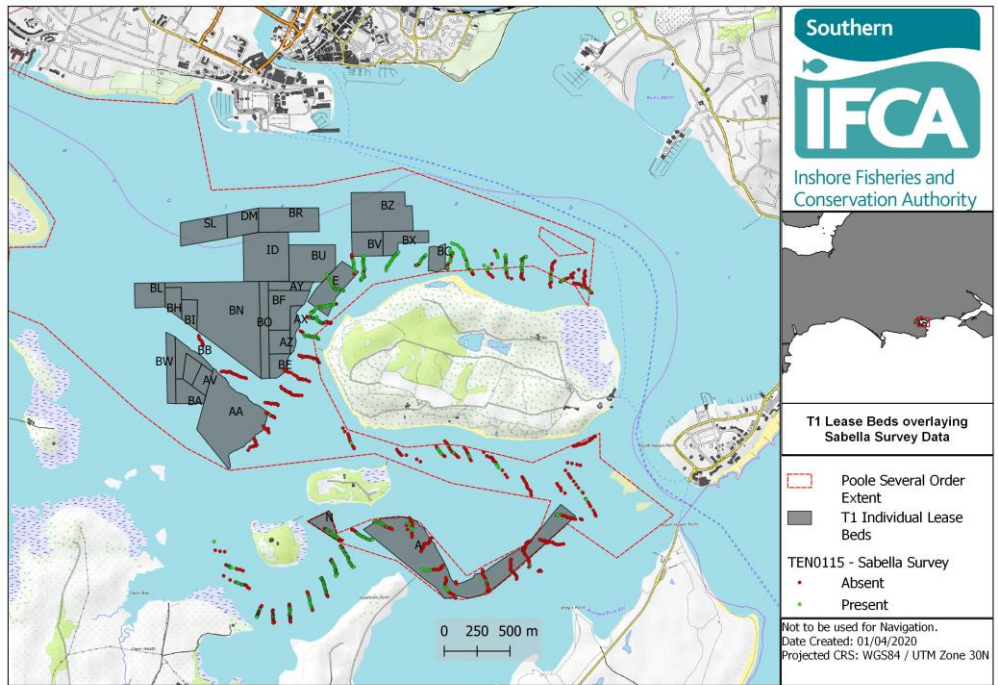 Southern
IFCA
Inshore Fisheries and
Conservation Authority
T1 Lease Beds overlaying
Sabella Survey Data
Poole Several Order
Extent
T1 Individual Lease
Beds
TEN0115 - Sabella Survey
Absent
Present
Not to be used for Navigation.
Date Created: 01/04/2020
Projected CRS: WGS84 / UTM Zone 30N
SL
DM
BR
BZ
BV
BX
BG
ID
BU
E
BL
BH
BI
BN
AY
BF
BO
AX
AZ
BE
BB
BW
AV
BA
AA
N
A
Blue Lagoon
0 250 500 m